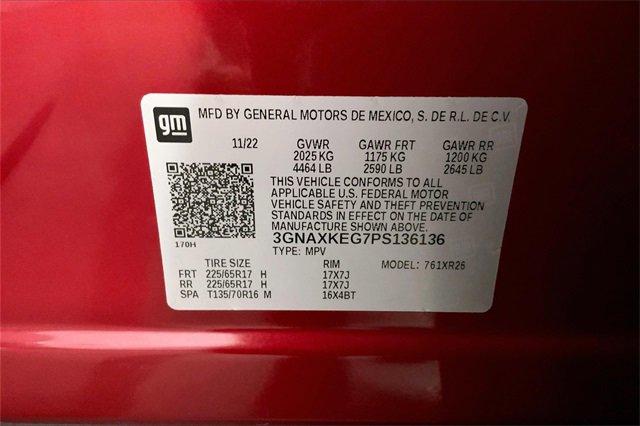 gm
MFD BY GENERAL MOTORS DE MEXICO, S. DE R.L. DE C.V.
11/22 GVWR GAWR FRT GAWR RR
2025 KG 1175 KG 1200 KG
4464 LB 2590 LB 2645 LB
THIS VEHICLE CONFORMS TO ALL
APPLICABLE U.S. FEDERAL MOTOR
VEHICLE SAFETY AND THEFT PREVENTION
STANDARDS IN EFFECT ON THE DATE OF
MANUFACTURE SHOWN ABOVE.
170H 3GNAXKEG7PS136136
TYPE: MPV MODEL: 761XR26
TIRE SIZE RIM
FRT 225/65R17 H 17X7J
RR 225/65R17 H 17X7J
SPA T135/70R16 M 16X4BT